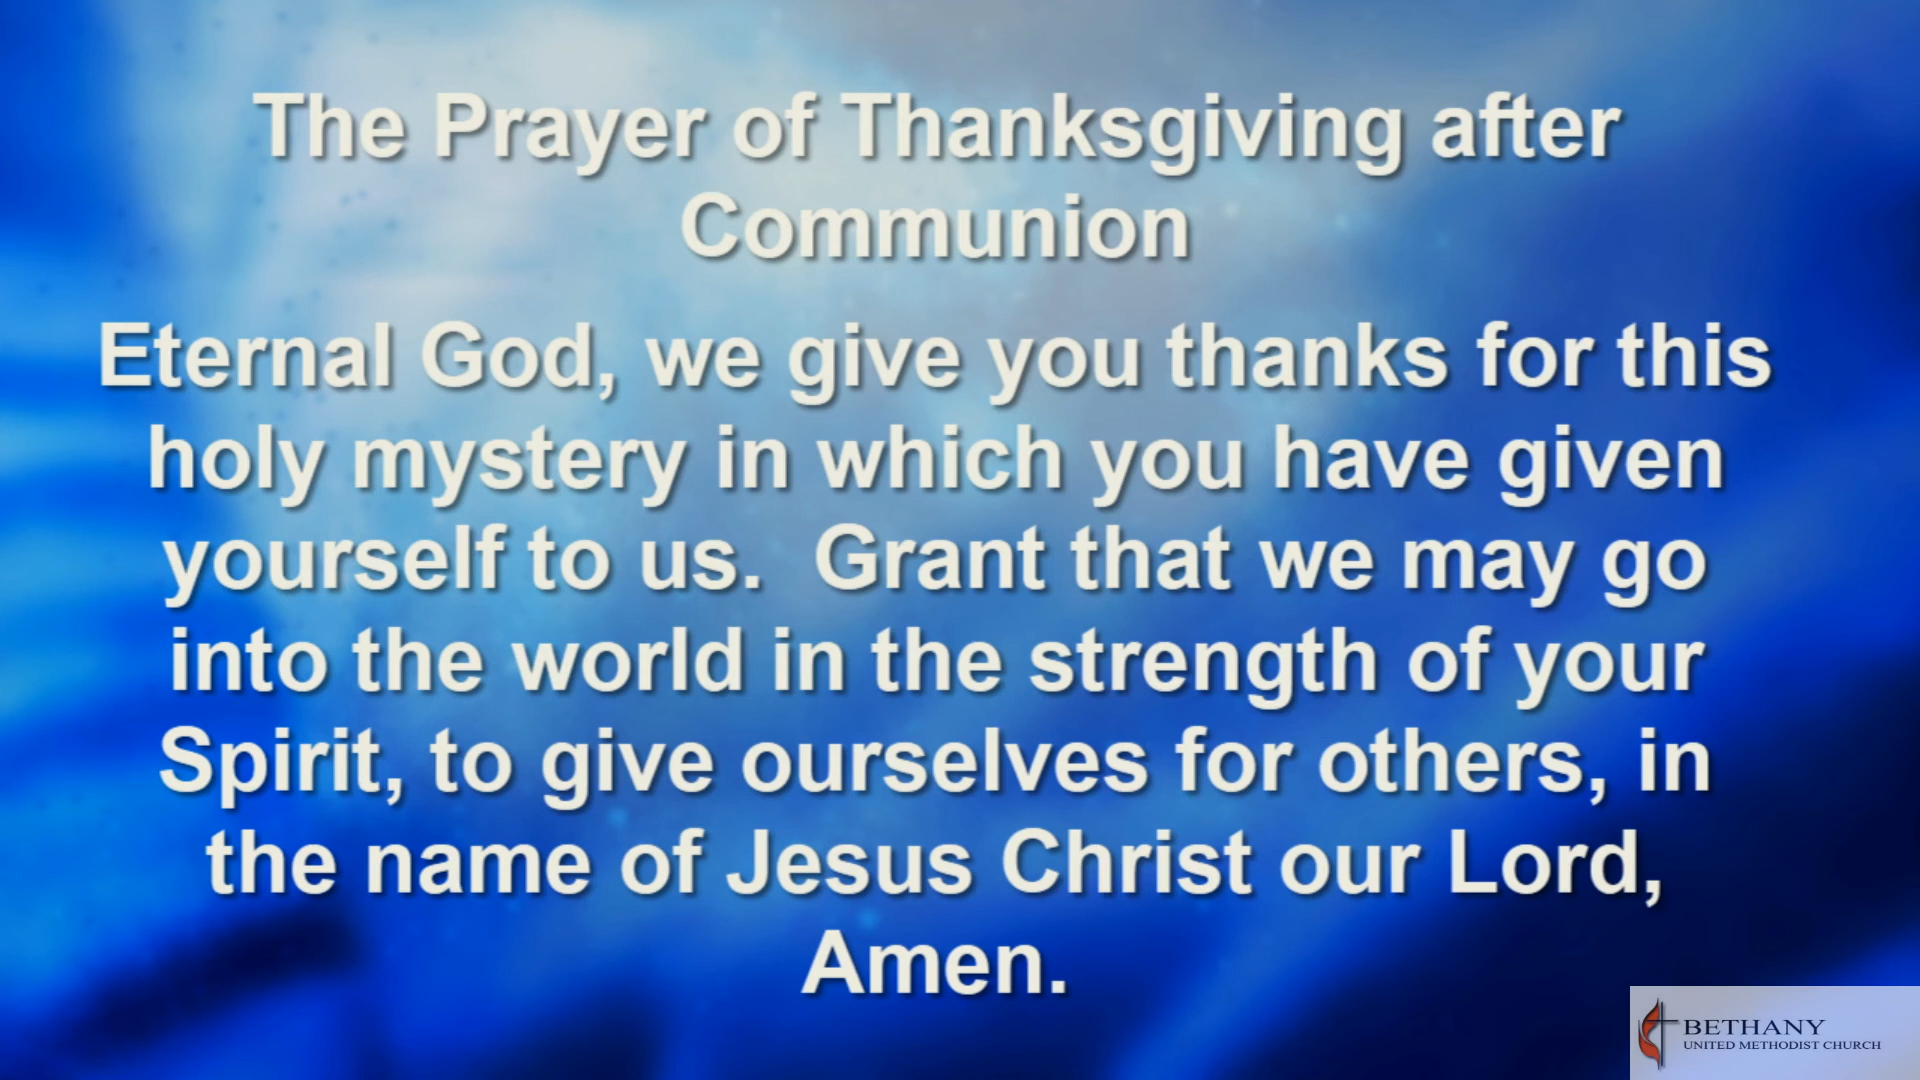 The Prayer of Thanksgiving after
Communion
Eternal God, we give you thanks for this
holy mystery in which you have given
yourself to us.  Grant that we may go
into the world in the strength of your
Spirit, to give ourselves for others, in
the name of Jesus Christ our Lord,
Amen.
BETHANY
UNITED METHODIST CHURCH